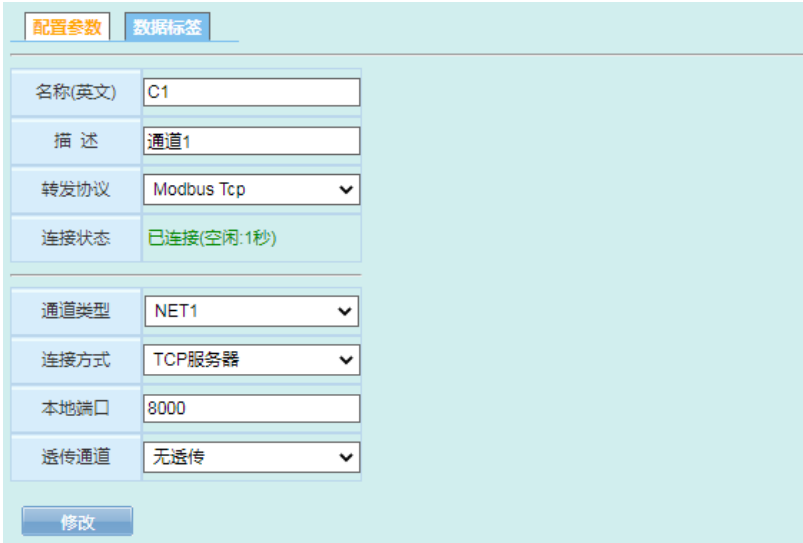 配置参数 数据标签
名称(英文) C1
描 述 通道1
转发协议 Modbus Tcp
连接状态 已连接(空闲:1秒)
通道类型 NET1
连接方式 TCP服务器
本地端口 8000
透传通道 无透传
修改